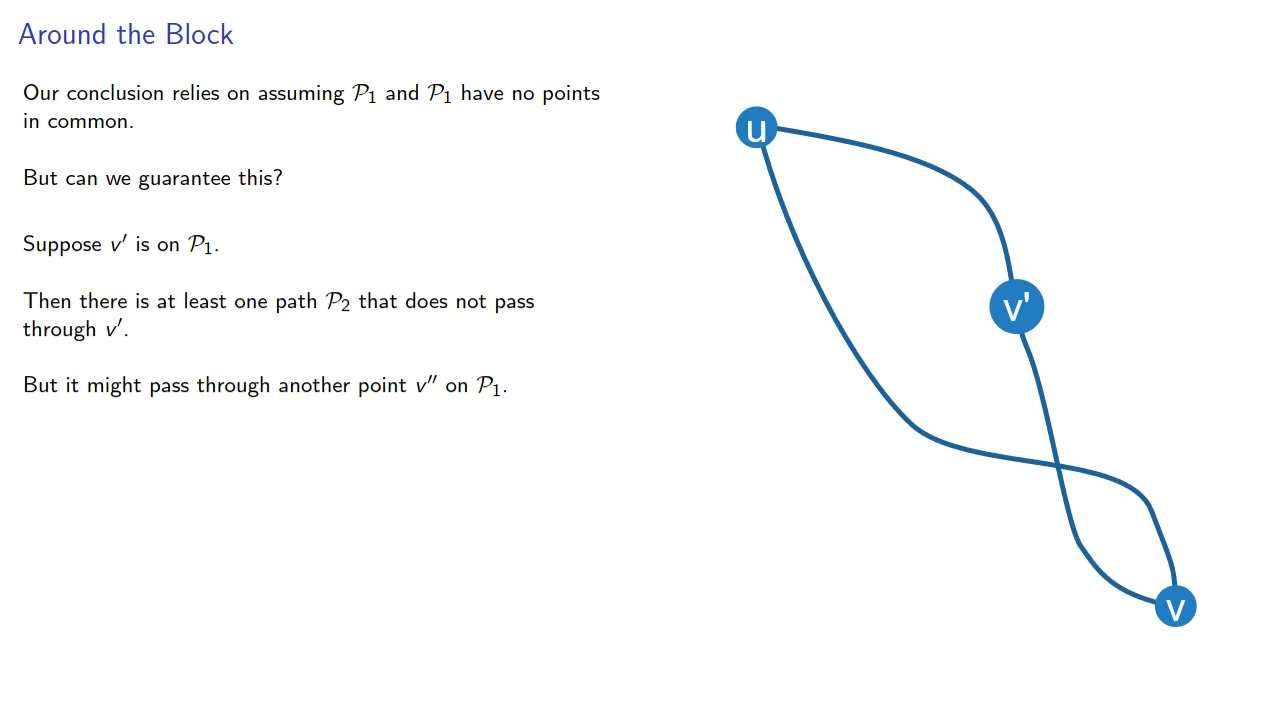 Around the Block
Our conclusion relies on assuming 𝒫₁ and 𝒫₁ have no points
in common.
But can we guarantee this?
Suppose v′ is on 𝒫₁.
Then there is at least one path 𝒫₂ that does not pass
through v′.
But it might pass through another point v″ on 𝒫₁.
u
v'
v